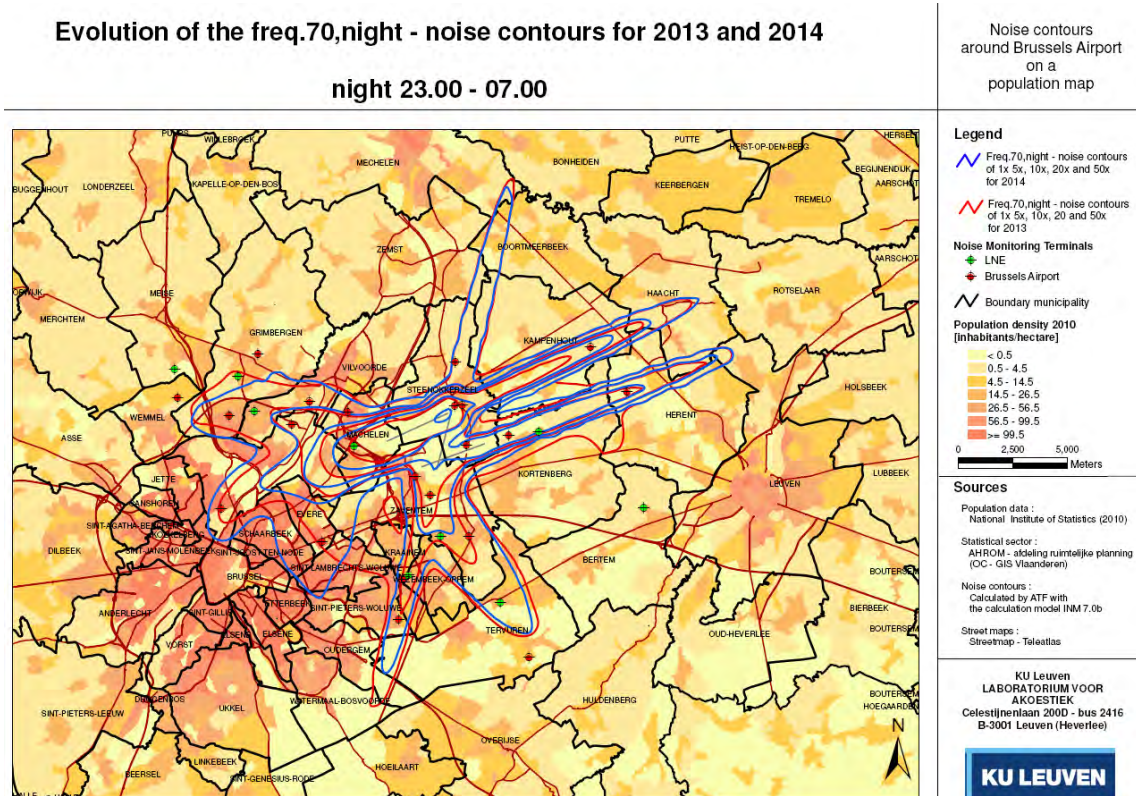 Evolution of the freq.70,night - noise contours for 2013 and 2014
night 23.00 - 07.00
Noise contours
around Brussels Airport
on a
population map
Legend
Freq.70,night - noise contours
of 1x 5x, 10x, 20x and 50x
for 2014
Freq.70,night - noise contours
of 1x 5x, 10x, 20 and 50x
for 2013
Noise Monitoring Terminals
LNE
Brussels Airport
Boundary municipality
Population density 2010
[inhabitants/hectare]
< 0.5
0.5 - 4.5
4.5 - 14.5
14.5 - 26.5
26.5 - 56.5
56.5 - 99.5
>= 99.5
0 2,500 5,000
Meters
Sources
Population data :
National Institute of Statistics (2010)
Statistical sector :
AHROM - afdeling ruimtelijke planning
(OC - GIS Vlaanderen)
Noise contours :
Calculated by ATF with
the calculation model INM 7.0b
Street maps :
Streetmap - Teleatlas
KU Leuven
LABORATORIUM VOOR
AKOESTIEK
Celestijnenlaan 200D - bus 2416
B-3001 Leuven (Heverlee)
KU LEUVEN
WILLEBROEK
PUTTE
HEIST-OP-DEN-BERG
MECHELEN
BONHEIDEN
BEGIJNENDIJK
AARSCHOT
BUGGENHOUT
LONDERZEEL
KAPELLE-OP-DEN-BOS
KEERBERGEN
TREMELO
ZEMST
BOORTMEERBEEK
AARSCHOT
MEISE
HAACHT
ROTSELAAR
MERCHTEM
GRIMBERGEN
KAMPENHOUT
VILVOORDE
STEENOKKERZEEL
HOLSBEEK
WEMMEL
HERENT
ASSE
MACHELEN
KORTENBERG
LUBBEEK
JETTE
LEUVEN
EVERE
ZAVENTEM
SCHAARBEEK
DILBEEK
KRAAINEM
BERTEM
BRUSSEL
WEZEMBEEK-OPPEM
SINT-PIETERS-WOLUWE
BIERBEEK
ANDERLECHT
TERVUREN
OUD-HEVERLEE
ELSENE
VORST
OUDERGEM
UKKEL
WATERMAAL-BOSVOORDE
HULDENBERG
SINT-PIETERS-LEEUW
OVERIJSE
LINKEBEEK
BEERSEL
HOEILAART
SINT-GENESIUS-RODE
N